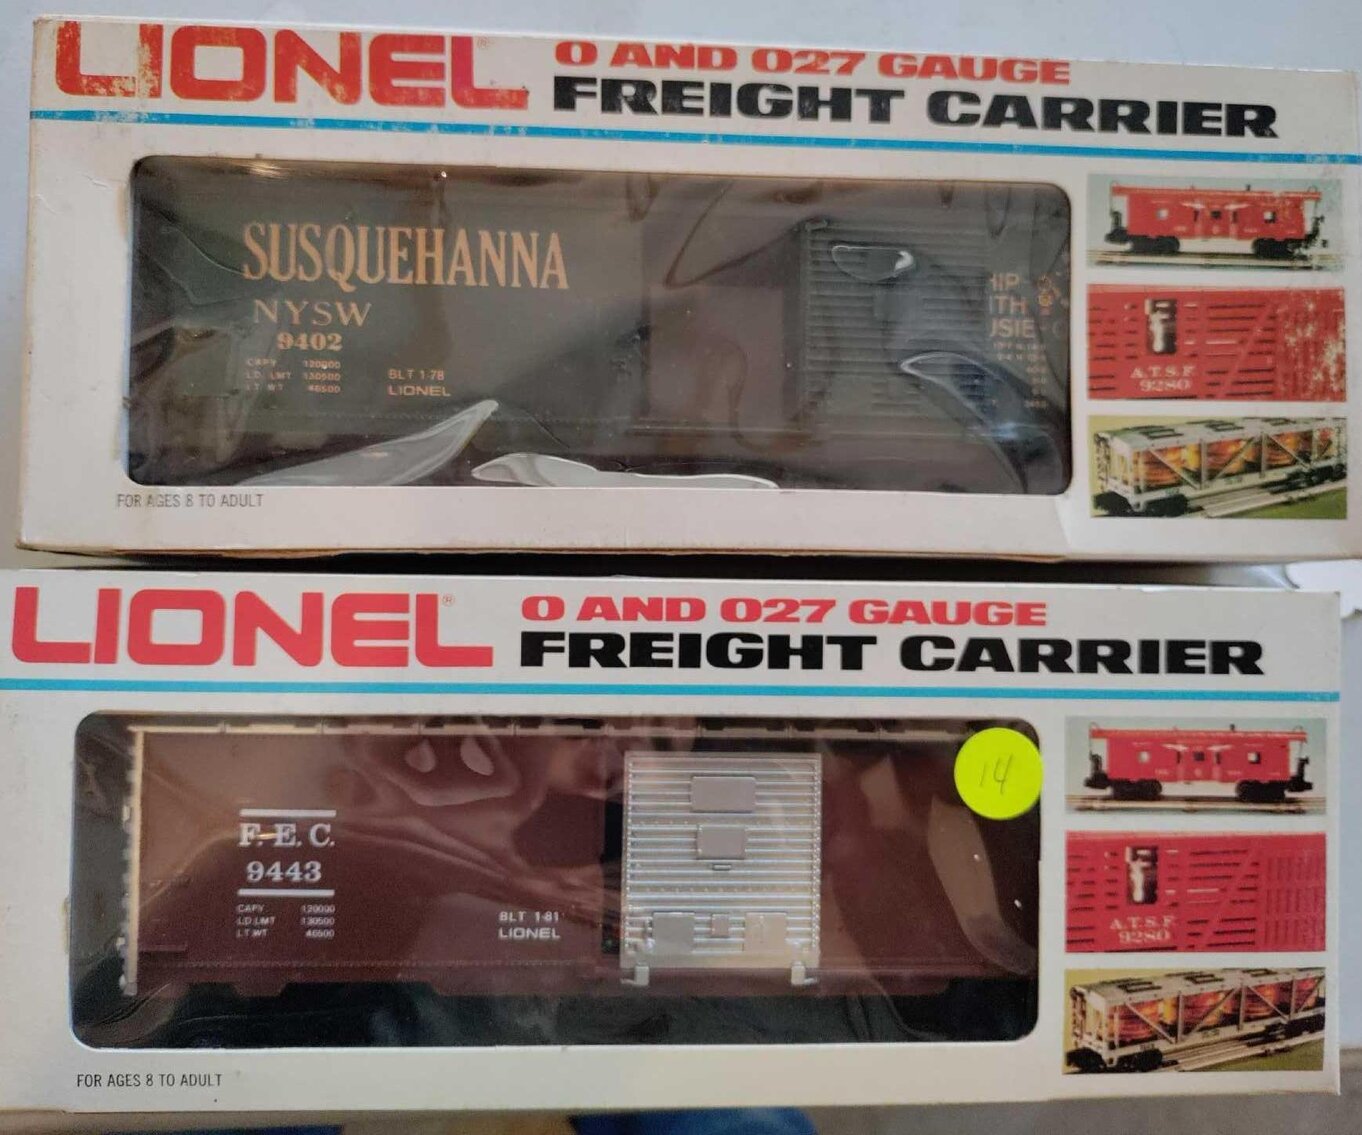 LIONEL®
O AND 027 GAUGE
FREIGHT CARRIER
SUSQUEHANNA
NYSW
9402
CAPY 120000
LD LMT 130500
LT WT 46500
BLT 1-78
LIONEL
A.T.S.F.
9280
FOR AGES 8 TO ADULT
LIONEL®
O AND 027 GAUGE
FREIGHT CARRIER
14
F.E.C.
9443
CAPY 120000
LD LMT 130500
LT WT 46500
BLT 1-81
LIONEL
A.T.S.F.
9280
FOR AGES 8 TO ADULT